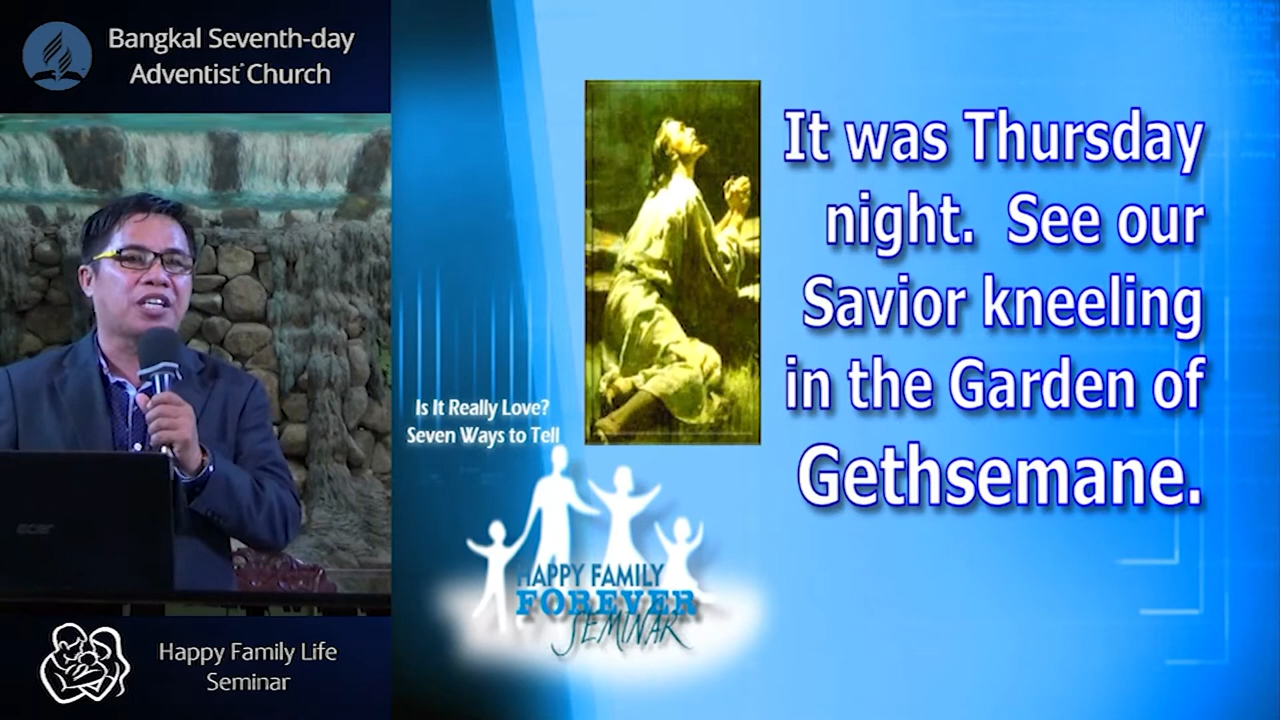 Bangkal Seventh-day
Adventist® Church
It was Thursday
night. See our
Savior kneeling
in the Garden of
Gethsemane.
Is It Really Love?
Seven Ways to Tell
HAPPY FAMILY
FOREVER
SEMINAR
acer
Happy Family Life
Seminar